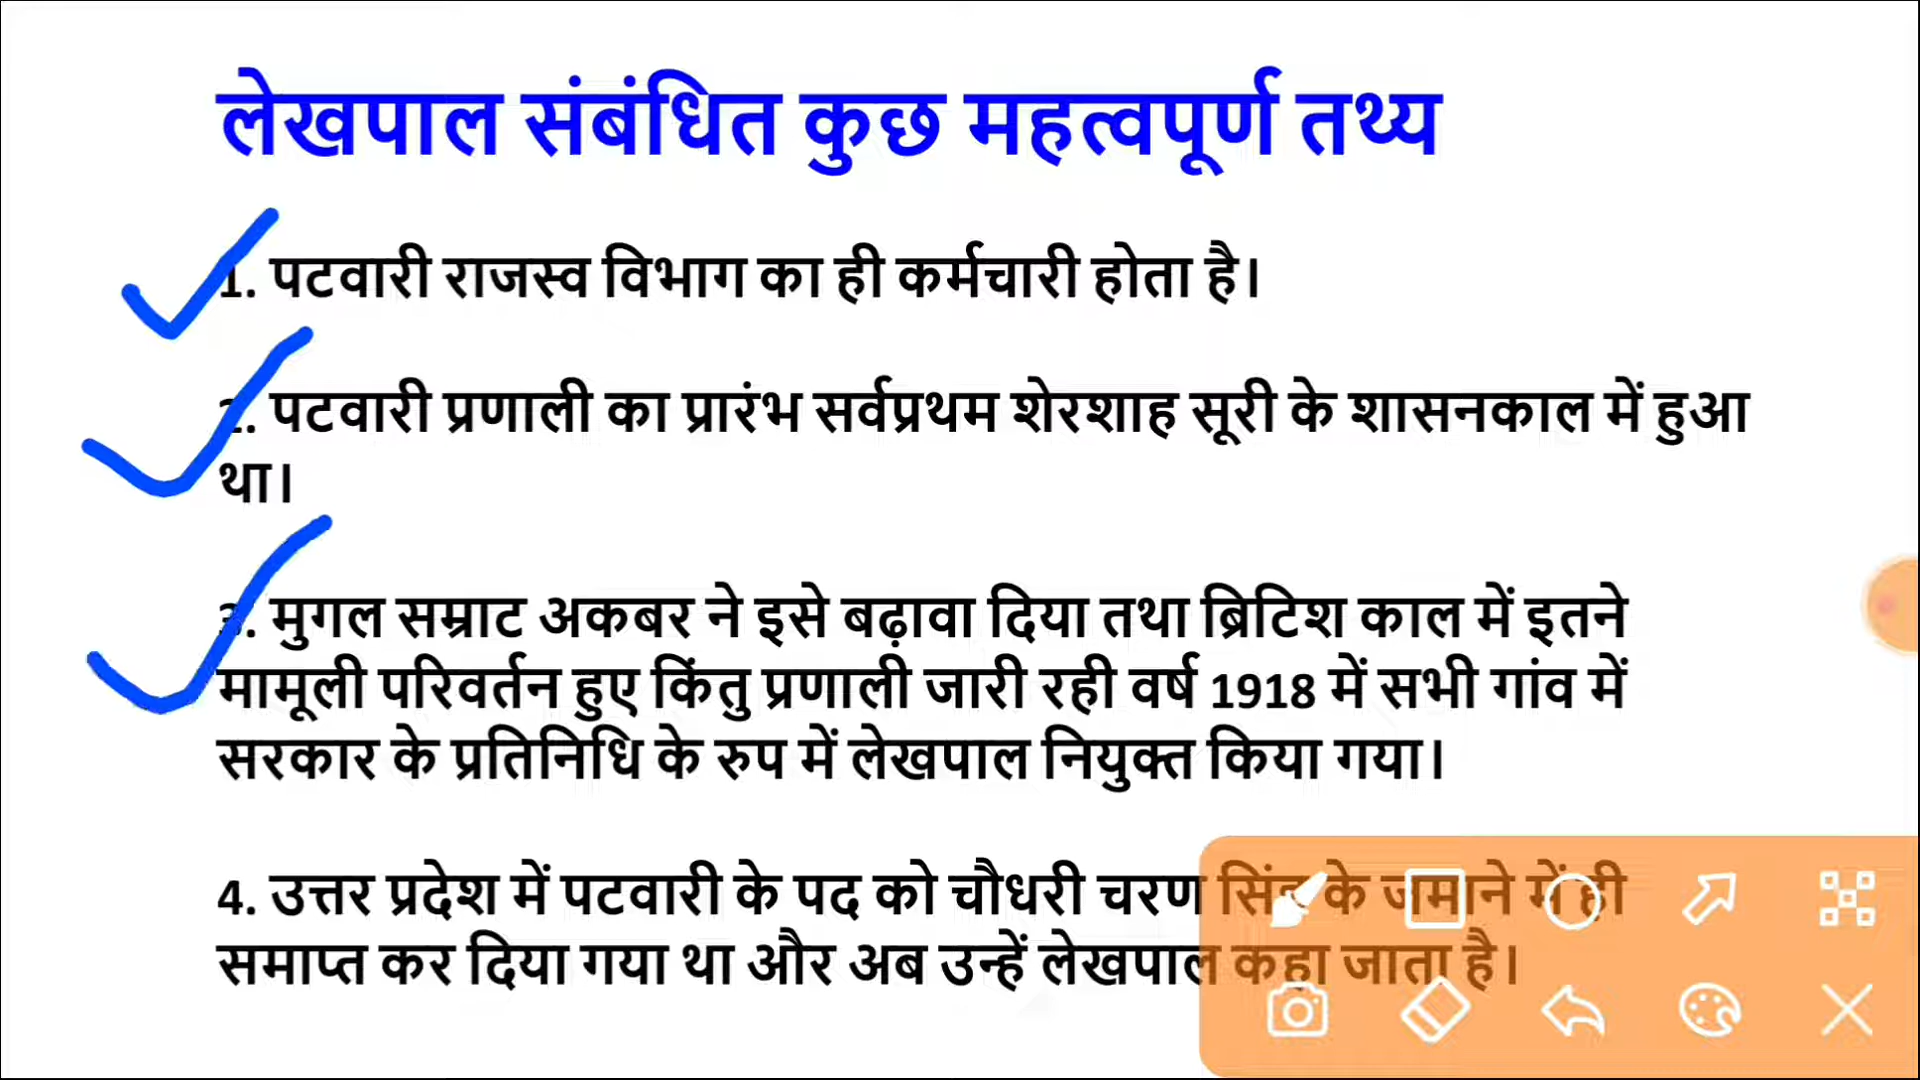 लेखपाल संबंधित कुछ महत्वपूर्ण तथ्य
1. पटवारी राजस्व विभाग का ही कर्मचारी होता है।
2. पटवारी प्रणाली का प्रारंभ सर्वप्रथम शेरशाह सूरी के शासनकाल में हुआ
था।
3. मुगल सम्राट अकबर ने इसे बढ़ावा दिया तथा ब्रिटिश काल में इतने
मामूली परिवर्तन हुए किंतु प्रणाली जारी रही वर्ष 1918 में सभी गांव में
सरकार के प्रतिनिधि के रुप में लेखपाल नियुक्त किया गया।
4. उत्तर प्रदेश में पटवारी के पद को चौधरी चरण सिंह के जमाने में ही
समाप्त कर दिया गया था और अब उन्हें लेखपाल कहा जाता है।